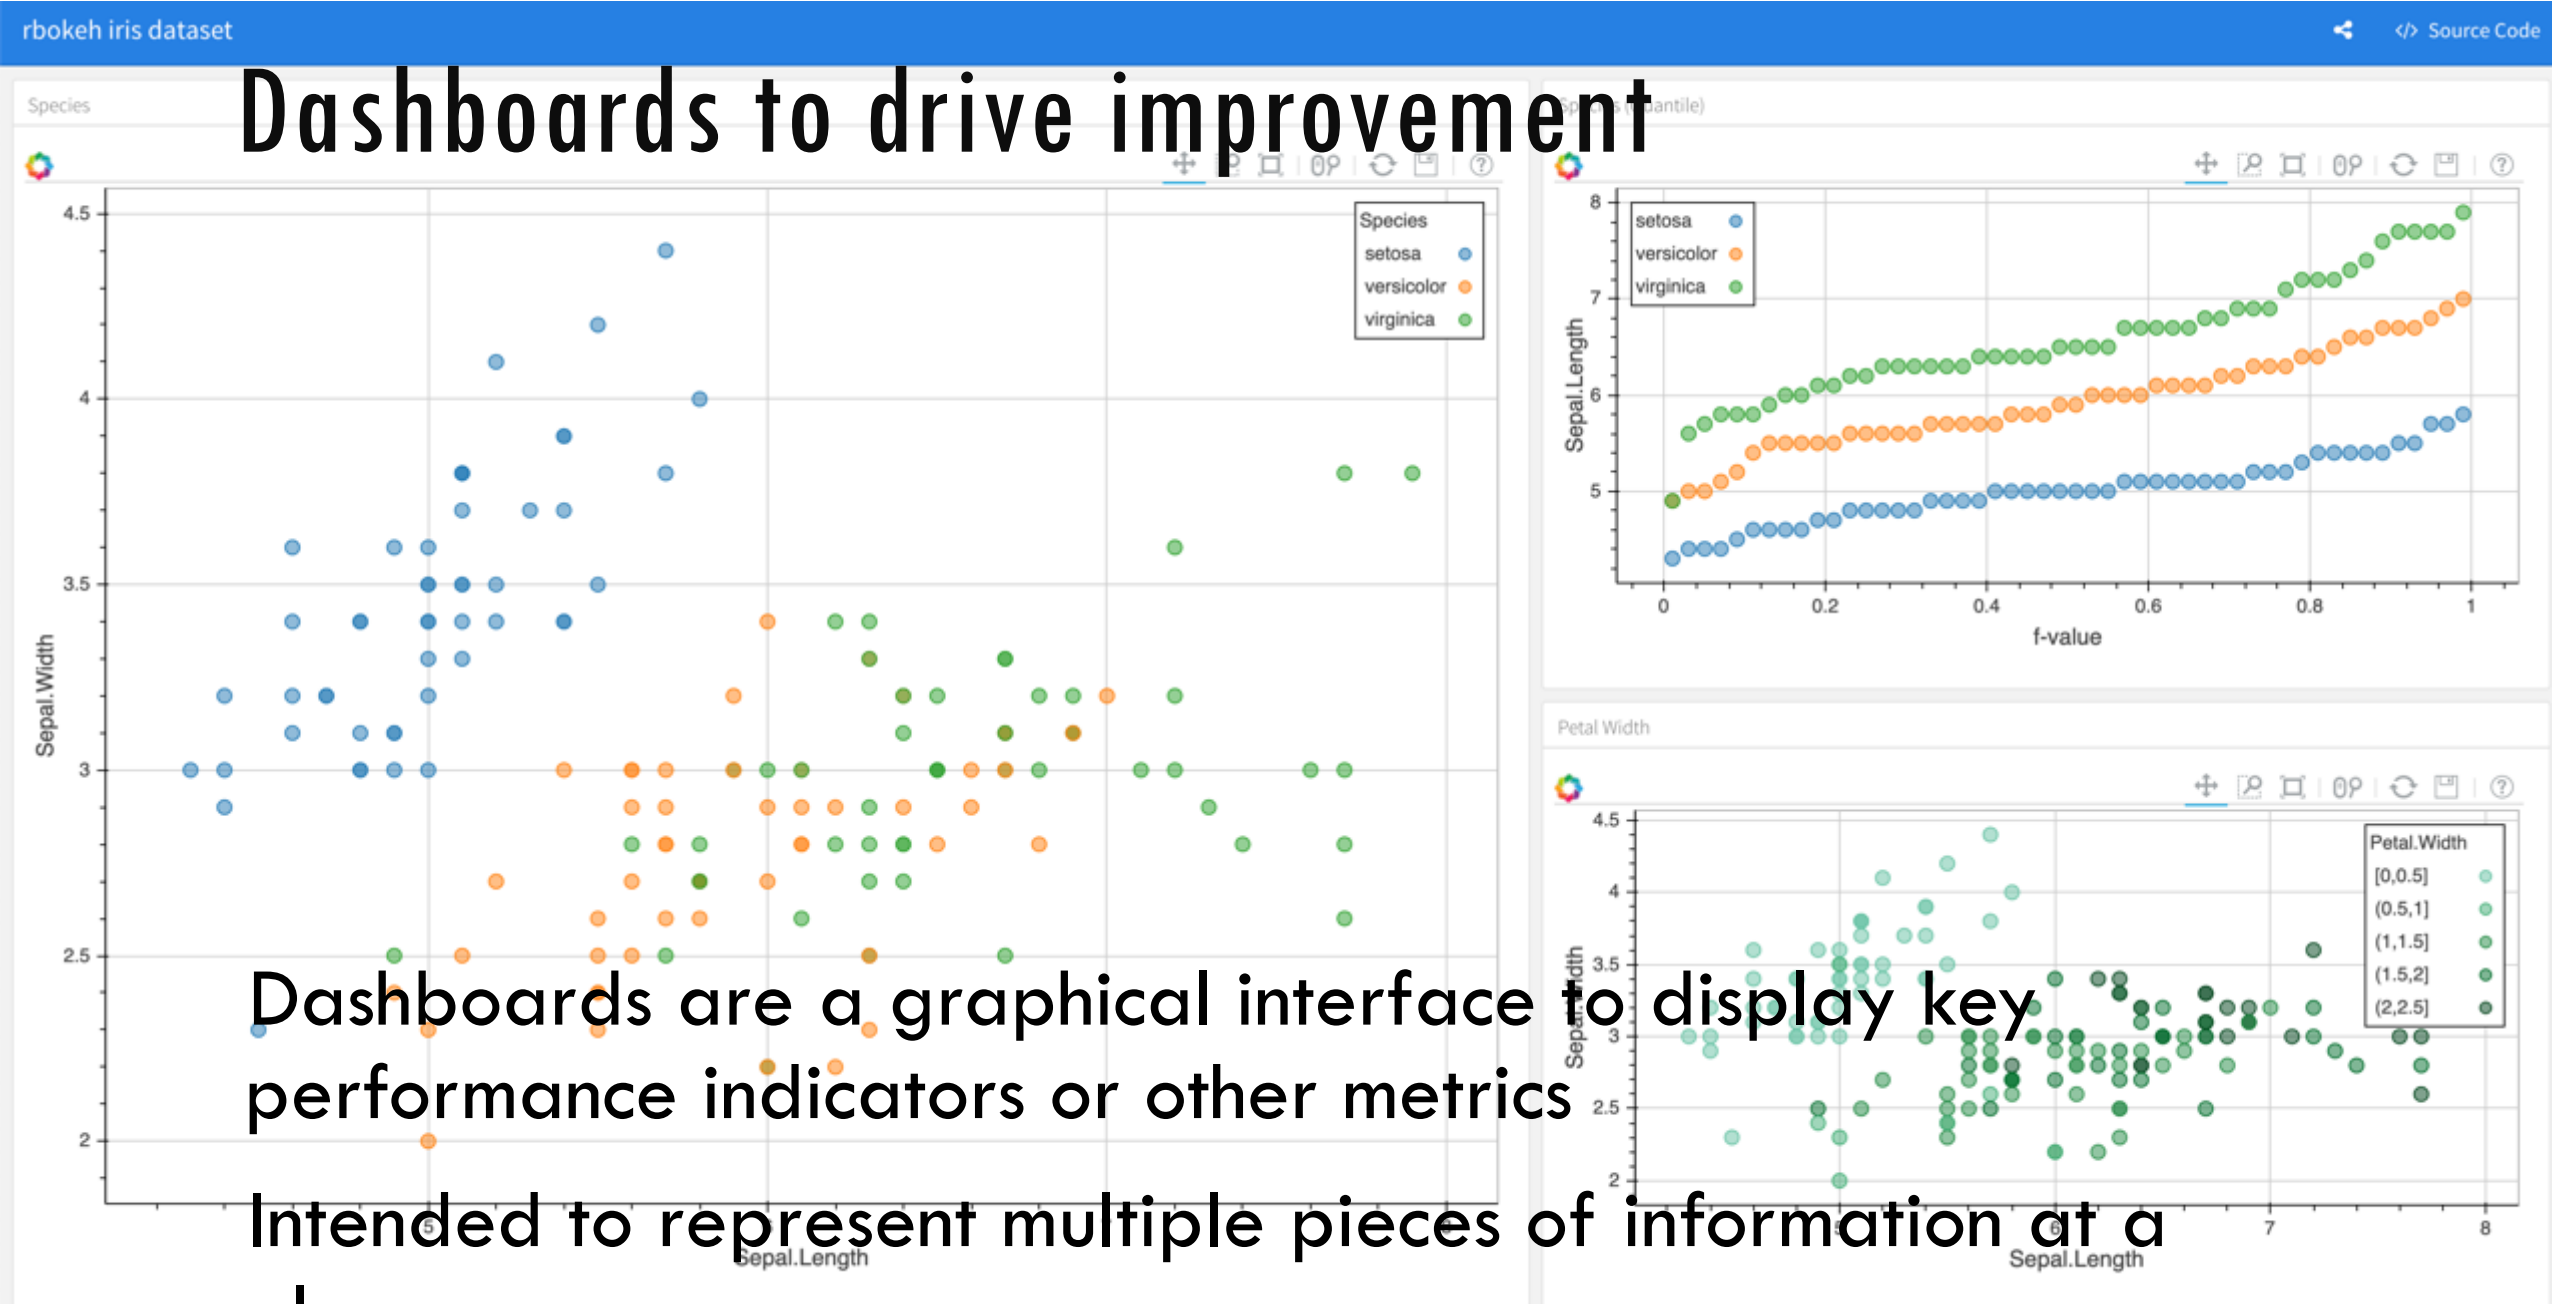 rbokeh iris dataset
Source Code
Dashboards to drive improvement
Species
4.5
4
3.5
3
2.5
2
Sepal.Width
Species
setosa
versicolor
virginica
5
Sepal.Length
8
7
6
5
Sepal.Length
setosa
versicolor
virginica
0 0.2 0.4 0.6 0.8 1
f-value
Petal Width
4.5
4
3.5
3
2.5
2
Sepal.Width
Petal.Width
[0,0.5]
(0.5,1]
(1,1.5]
(1.5,2]
(2,2.5]
6 7 8
Sepal.Length
Dashboards are a graphical interface to display key
performance indicators or other metrics
Intended to represent multiple pieces of information at a